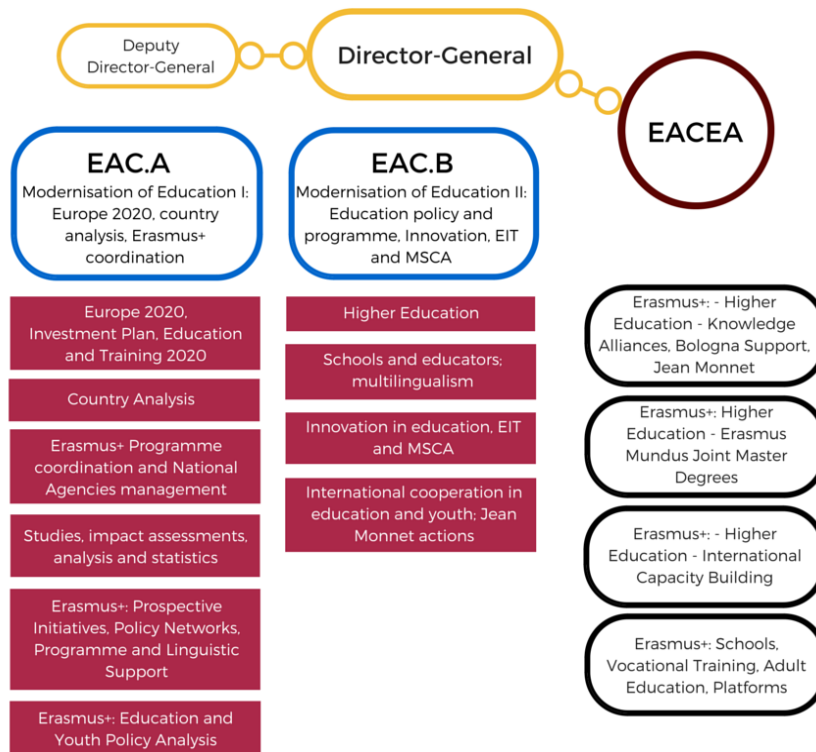 Deputy
Director-General
Director-General
EACEA
EAC.A
Modernisation of Education I:
Europe 2020, country
analysis, Erasmus+
coordination
EAC.B
Modernisation of Education II:
Education policy and
programme, Innovation, EIT
and MSCA
Europe 2020,
Investment Plan, Education
and Training 2020
Country Analysis
Erasmus+ Programme
coordination and National
Agencies management
Studies, impact assessments,
analysis and statistics
Erasmus+: Prospective
Initiatives, Policy Networks,
Programme and Linguistic
Support
Erasmus+: Education and
Youth Policy Analysis
Higher Education
Schools and educators;
multilingualism
Innovation in education, EIT
and MSCA
International cooperation in
education and youth; Jean
Monnet actions
Erasmus+: - Higher
Education - Knowledge
Alliances, Bologna Support,
Jean Monnet
Erasmus+: Higher
Education - Erasmus
Mundus Joint Master
Degrees
Erasmus+: - Higher
Education - International
Capacity Building
Erasmus+: Schools,
Vocational Training, Adult
Education, Platforms